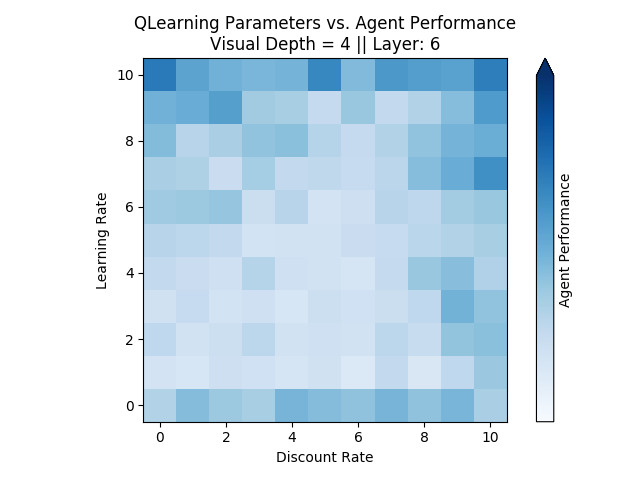 QLearning Parameters vs. Agent Performance
Visual Depth = 4 || Layer: 6
10
8
6
4
2
0
Learning Rate
0 2 4 6 8 10
Discount Rate
Agent Performance